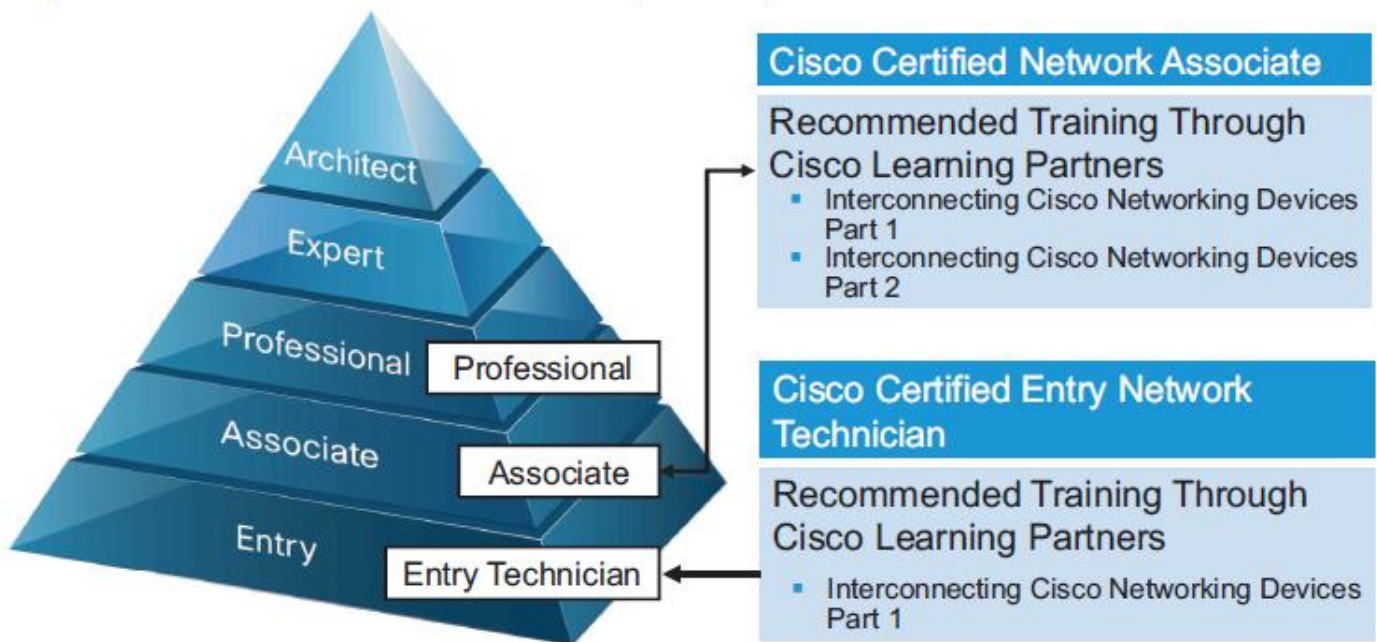 Architect
Expert
Professional
Associate
Entry
Professional
Associate
Entry Technician
Cisco Certified Network Associate
Recommended Training Through
Cisco Learning Partners
▪ Interconnecting Cisco Networking Devices
Part 1
▪ Interconnecting Cisco Networking Devices
Part 2
Cisco Certified Entry Network
Technician
Recommended Training Through
Cisco Learning Partners
▪ Interconnecting Cisco Networking Devices
Part 1